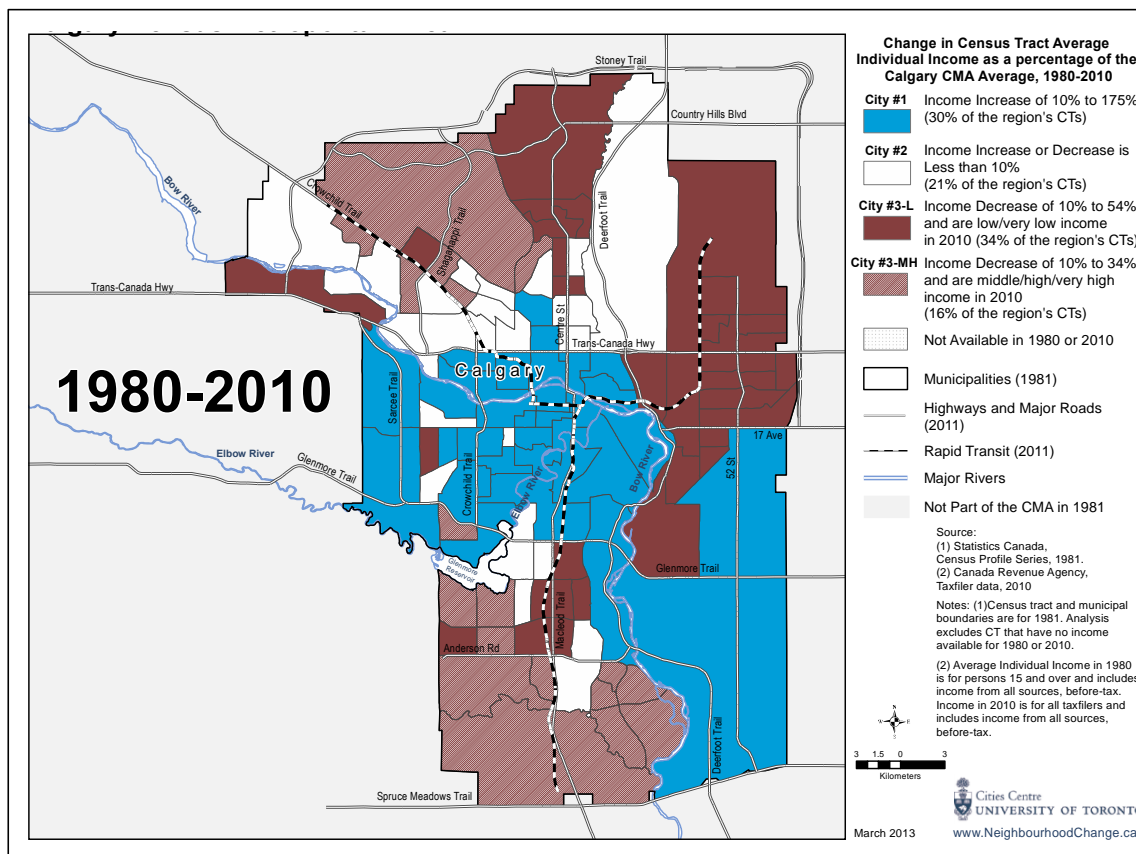 Stoney Trail
Country Hills Blvd
Bow River
Crowchild Trail
Shaganappi Trail
Deerfoot Trail
Trans-Canada Hwy
Centre St
Trans-Canada Hwy
Calgary
1980-2010
Sarcee Trail
17 Ave
Elbow River
Glenmore Trail
Crowchild Trail
Elbow River
Bow River
52 St
Glenmore Reservoir
Glenmore Trail
Macleod Trail
Anderson Rd
Deerfoot Trail
Spruce Meadows Trail
Change in Census Tract Average
Individual Income as a percentage of the
Calgary CMA Average, 1980-2010
City #1 Income Increase of 10% to 175%
(30% of the region's CTs)
City #2 Income Increase or Decrease is
Less than 10%
(21% of the region's CTs)
City #3-L Income Decrease of 10% to 54%
and are low/very low income
in 2010 (34% of the region's CTs)
City #3-MH Income Decrease of 10% to 34%
and are middle/high/very high
income in 2010
(16% of the region's CTs)
Not Available in 1980 or 2010
Municipalities (1981)
Highways and Major Roads
(2011)
Rapid Transit (2011)
Major Rivers
Not Part of the CMA in 1981
Source:
(1) Statistics Canada,
Census Profile Series, 1981.
(2) Canada Revenue Agency,
Taxfiler data, 2010
Notes: (1)Census tract and municipal
boundaries are for 1981. Analysis
excludes CT that have no income
available for 1980 or 2010.
(2) Average Individual Income in 1980
is for persons 15 and over and includes
income from all sources, before-tax.
Income in 2010 is for all taxfilers and
includes income from all sources,
before-tax.
N
W E
S
3 1.5 0 3
Kilometers
Cities Centre
UNIVERSITY OF TORONTO
March 2013 www.NeighbourhoodChange.ca